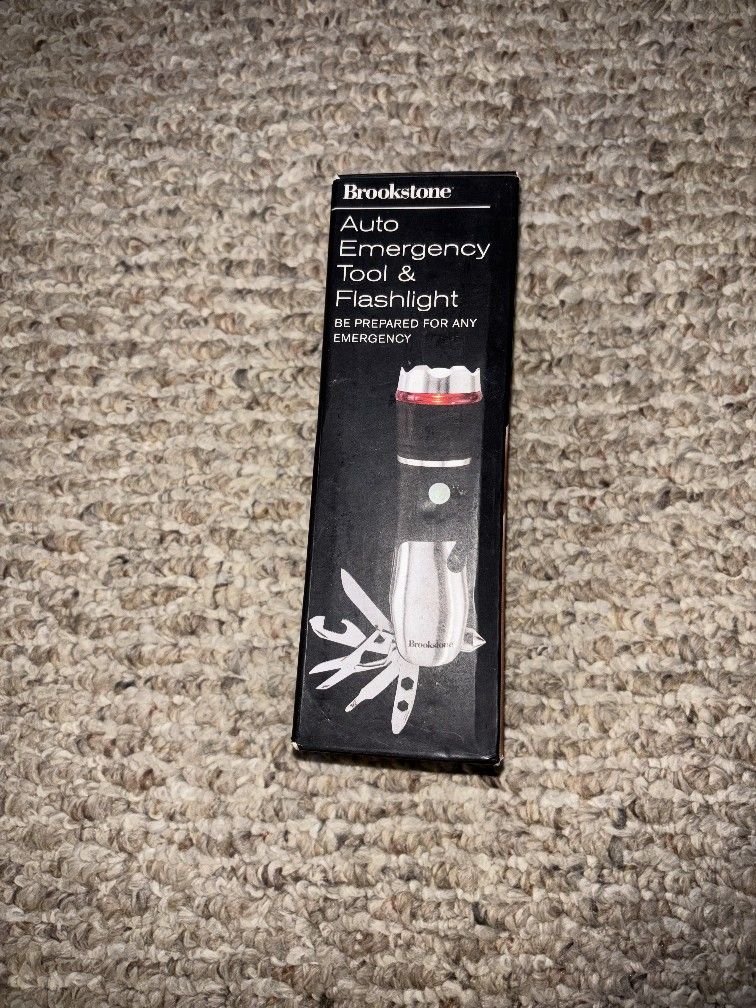 Brookstone
Auto
Emergency
Tool &
Flashlight
BE PREPARED FOR ANY
EMERGENCY
Brookstone